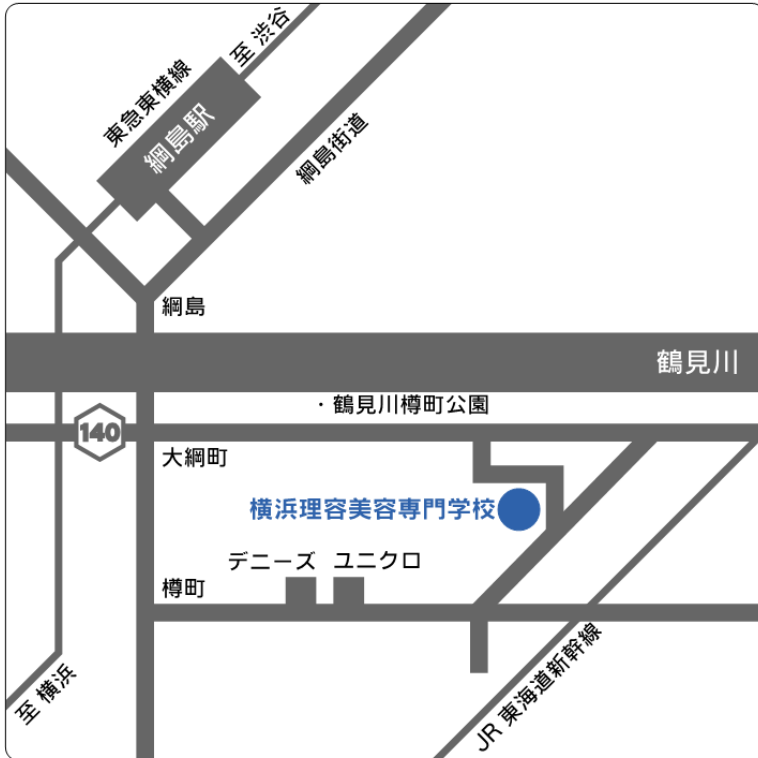 至 渋谷
東急東横線
綱島駅
綱島街道
綱島
鶴見川
・鶴見川樽町公園
140
大綱町
横浜理容美容専門学校
デニーズ ユニクロ
樽町
至 横浜
JR 東海道新幹線